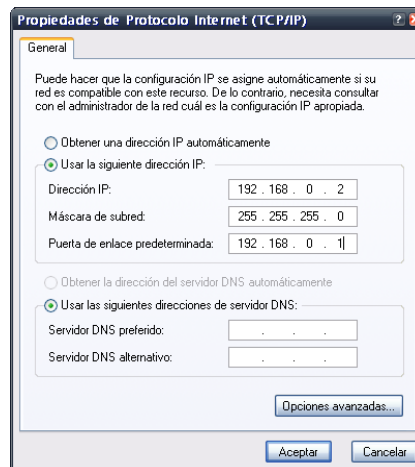 Propiedades de Protocolo Internet (TCP/IP)
General
Puede hacer que la configuración IP se asigne automáticamente si su
red es compatible con este recurso. De lo contrario, necesita consultar
con el administrador de la red cuál es la configuración IP apropiada.
Obtener una dirección IP automáticamente
Usar la siguiente dirección IP:
Dirección IP: 192 . 168 . 0 . 2
Máscara de subred: 255 . 255 . 255 . 0
Puerta de enlace predeterminada: 192 . 168 . 0 . 1
Obtener la dirección del servidor DNS automáticamente
Usar las siguientes direcciones de servidor DNS:
Servidor DNS preferido: . . .
Servidor DNS alternativo: . . .
Opciones avanzadas...
Aceptar Cancelar